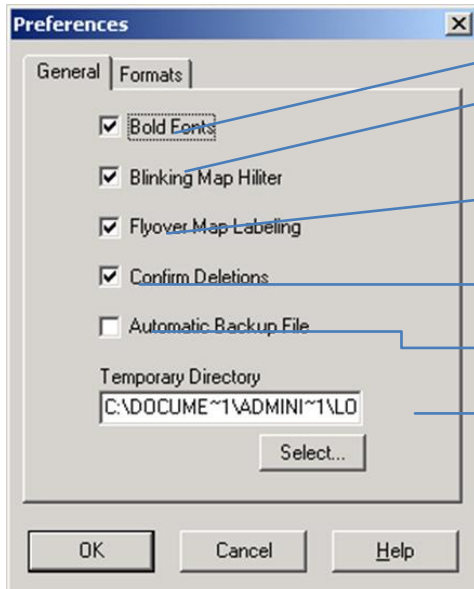 Preferences
General Formats
Bold Fonts
Blinking Map Hiliter
Flyover Map Labeling
Confirm Deletions
Automatic Backup File
Temporary Directory
C:\DOCUME~1\ADMINI~1\LO
Select...
OK Cancel Help